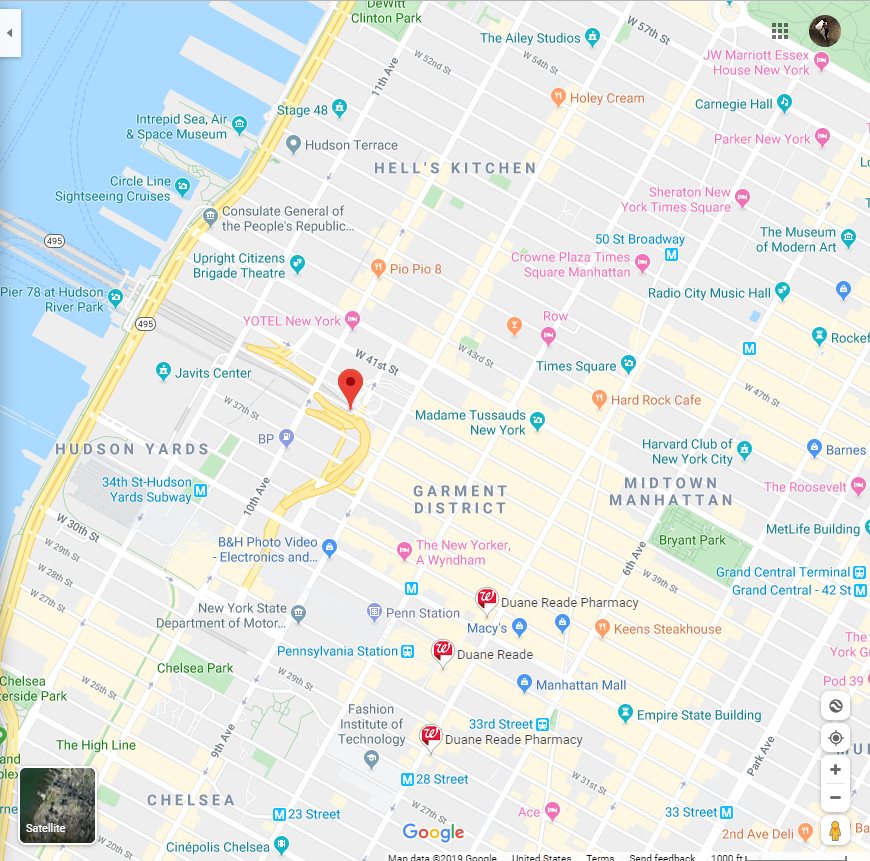 DeWitt
Clinton Park
The Ailey Studios
W 57th St
JW Marriott Essex
House New York
W 52nd St
W 54th St
11th Ave
Holey Cream
Carnegie Hall
Stage 48
Intrepid Sea, Air
& Space Museum
Parker New York
Hudson Terrace
HELL'S KITCHEN
Circle Line
Sightseeing Cruises
Sheraton New
York Times Square
Consulate General of
the People's Republic...
495
50 St Broadway
M
The Museum
of Modern Art
Upright Citizens
Brigade Theatre
Crowne Plaza Times
Square Manhattan
Pio Pio 8
Pier 78 at Hudson
River Park
Radio City Music Hall
495
YOTEL New York
Row
Rockef
W 43rd St
M
W 41st St
Times Square
Javits Center
W 47th St
W 37th St
Hard Rock Cafe
Madame Tussauds
New York
BP
HUDSON YARDS
Harvard Club of
New York City
Barnes
34th St-Hudson
Yards Subway
M
10th Ave
GARMENT
DISTRICT
MIDTOWN
MANHATTAN
The Roosevelt
W 30th St
MetLife Building
Bryant Park
W 29th St
B&H Photo Video
- Electronics and...
The New Yorker,
A Wyndham
6th Ave
W 28th St
W 39th St
Grand Central Terminal
Grand Central - 42 St
M
M
W 26th St
New York State
Department of Motor...
Penn Station
Duane Reade Pharmacy
Macy's
Keens Steakhouse
The
York G
Pennsylvania Station
Duane Reade
Chelsea Park
W 29th St
Chelsea
terside Park
W 25th St
Pod 39
Manhattan Mall
Fashion
Institute of
Technology
33rd Street
Empire State Building
The High Line
9th Ave
Duane Reade Pharmacy
Park Ave
M
28 Street
CHELSEA
M
23 Street
W 27th St
Ace
W 31st St
33 Street
M
Satellite
Google
2nd Ave Deli
Cinépolis Chelsea
Map data ©2019 Google
United States
Terms
Send feedback
1000 ft